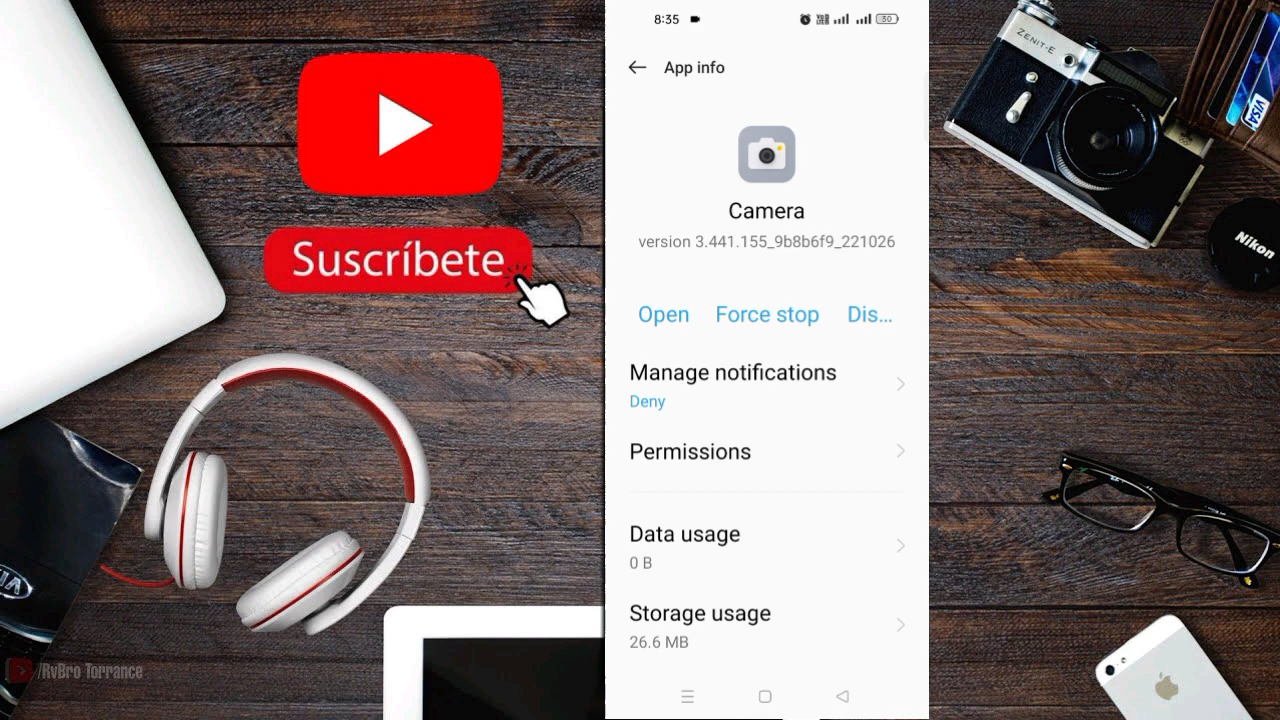 8:35
30
App info
Camera
version 3.441.155_9b8b6f9_221026
Open Force stop Dis...
Manage notifications
Deny
Permissions
Data usage
0 B
Storage usage
26.6 MB
Suscríbete
ZENIT-E
VISA
Nikon
/RvBro Torrance